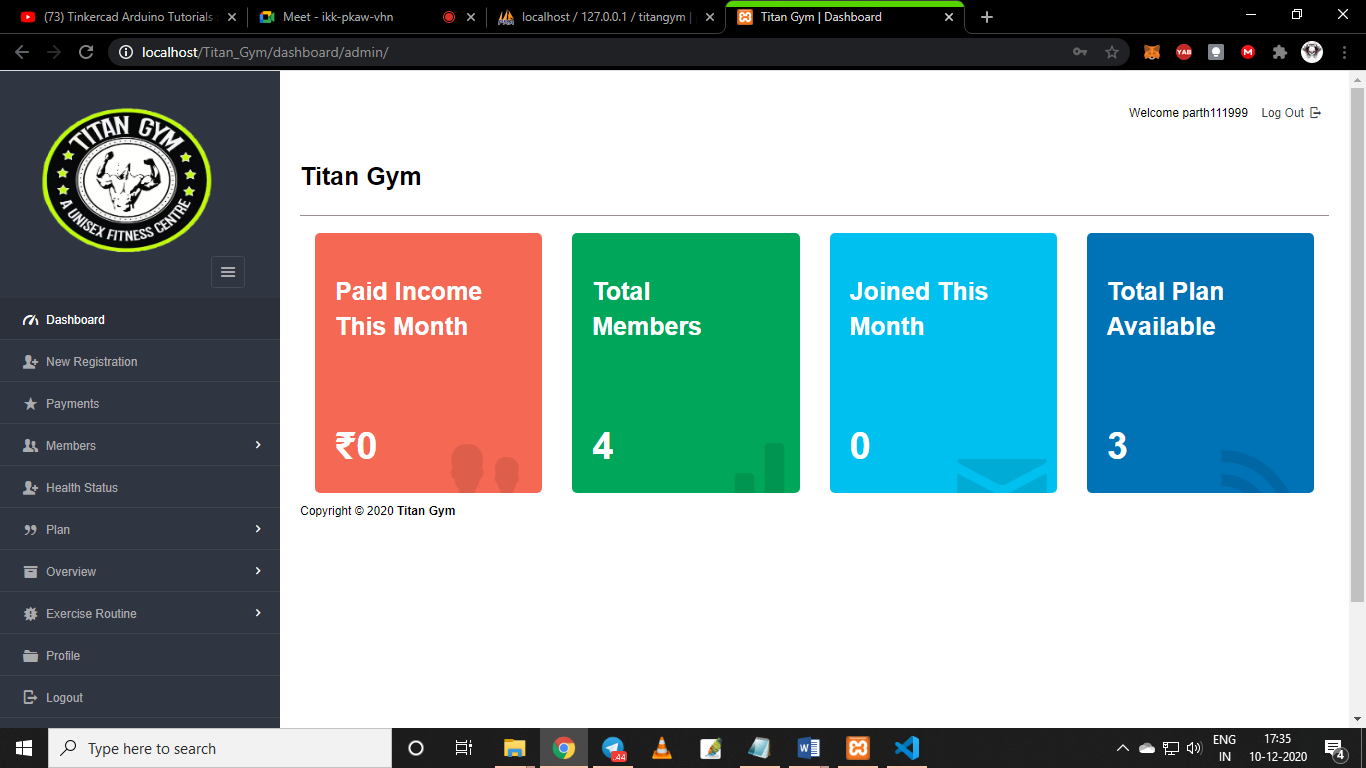 (73) Tinkercad Arduino Tutorials
Meet - ikk-pkaw-vhn
localhost / 127.0.0.1 / titangym | p
Titan Gym | Dashboard
localhost/Titan_Gym/dashboard/admin/
YAB
M
TITAN GYM
A UNISEX FITNESS CENTRE
Welcome parth111999 Log Out
Titan Gym
Paid Income
This Month
₹0
Total
Members
4
Joined This
Month
0
Total Plan
Available
3
Copyright © 2020 Titan Gym
Dashboard
New Registration
Payments
Members
Health Status
Plan
Overview
Exercise Routine
Profile
Logout
Type here to search
.44
ENG
IN
17:35
10-12-2020
4